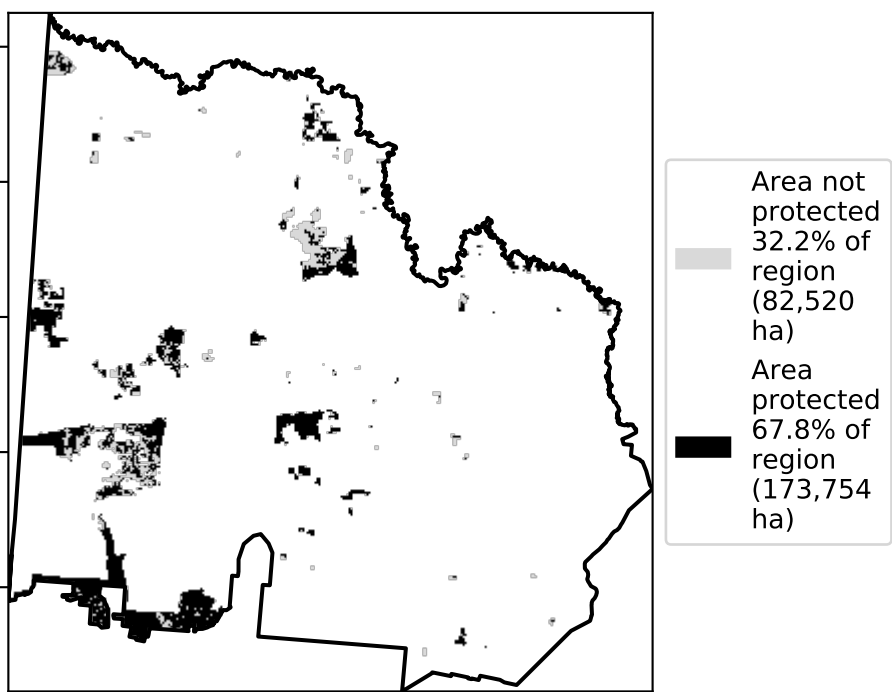 Area not
protected
32.2% of
region
(82,520
ha)
Area
protected
67.8% of
region
(173,754
ha)